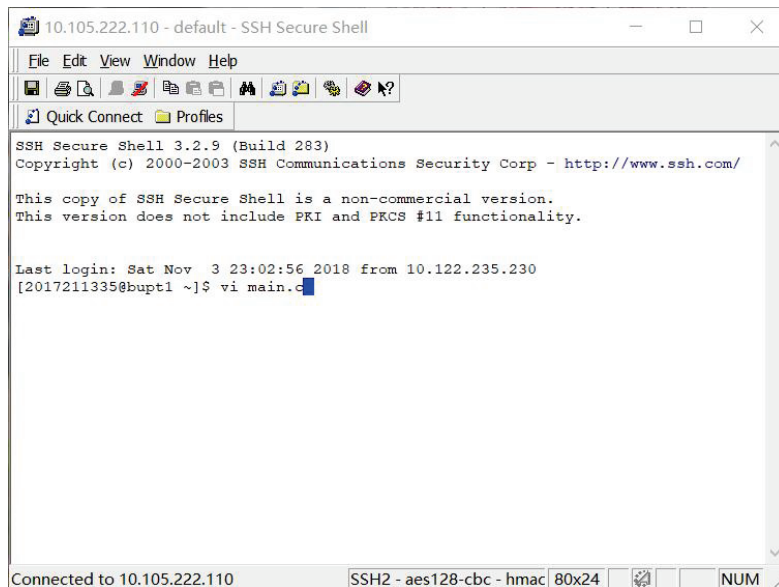 10.105.222.110 - default - SSH Secure Shell
File Edit View Window Help
Quick Connect Profiles
SSH Secure Shell 3.2.9 (Build 283)
Copyright (c) 2000-2003 SSH Communications Security Corp - http://www.ssh.com/
This copy of SSH Secure Shell is a non-commercial version.
This version does not include PKI and PKCS #11 functionality.
Last login: Sat Nov  3 23:02:56 2018 from 10.122.235.230
[2017211335@bupt1 ~]$ vi main.c
Connected to 10.105.222.110 SSH2 - aes128-cbc - hmac 80x24 NUM